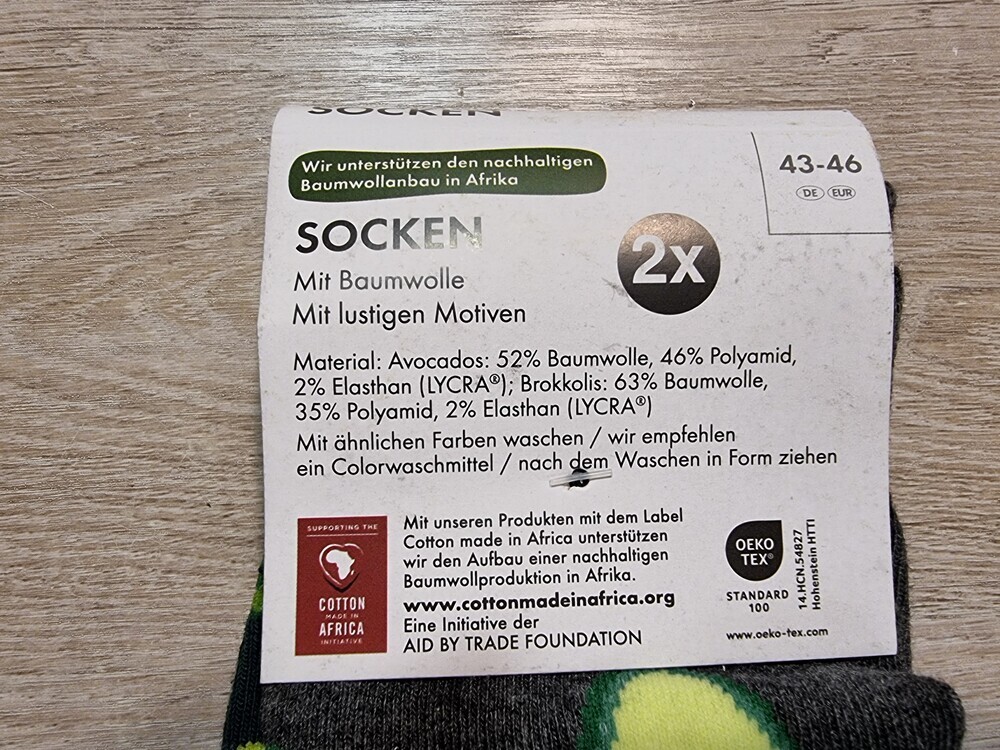 SOCKEN
Wir unterstützen den nachhaltigen
Baumwollanbau in Afrika
43-46
DE EUR
SOCKEN
2x
Mit Baumwolle
Mit lustigen Motiven
Material: Avocados: 52% Baumwolle, 46% Polyamid,
2% Elasthan (LYCRA®); Brokkolis: 63% Baumwolle,
35% Polyamid, 2% Elasthan (LYCRA®)
Mit ähnlichen Farben waschen / wir empfehlen
ein Colorwaschmittel / nach dem Waschen in Form ziehen
SUPPORTING THE
COTTON
MADE IN
AFRICA
INITIATIVE
Mit unseren Produkten mit dem Label
Cotton made in Africa unterstützen
wir den Aufbau einer nachhaltigen
Baumwollproduktion in Afrika.
www.cottonmadeinafrica.org
Eine Initiative der
AID BY TRADE FOUNDATION
OEKO
TEX®
STANDARD
100
14.HCN.54827
Hohenstein HTTI
www.oeko-tex.com